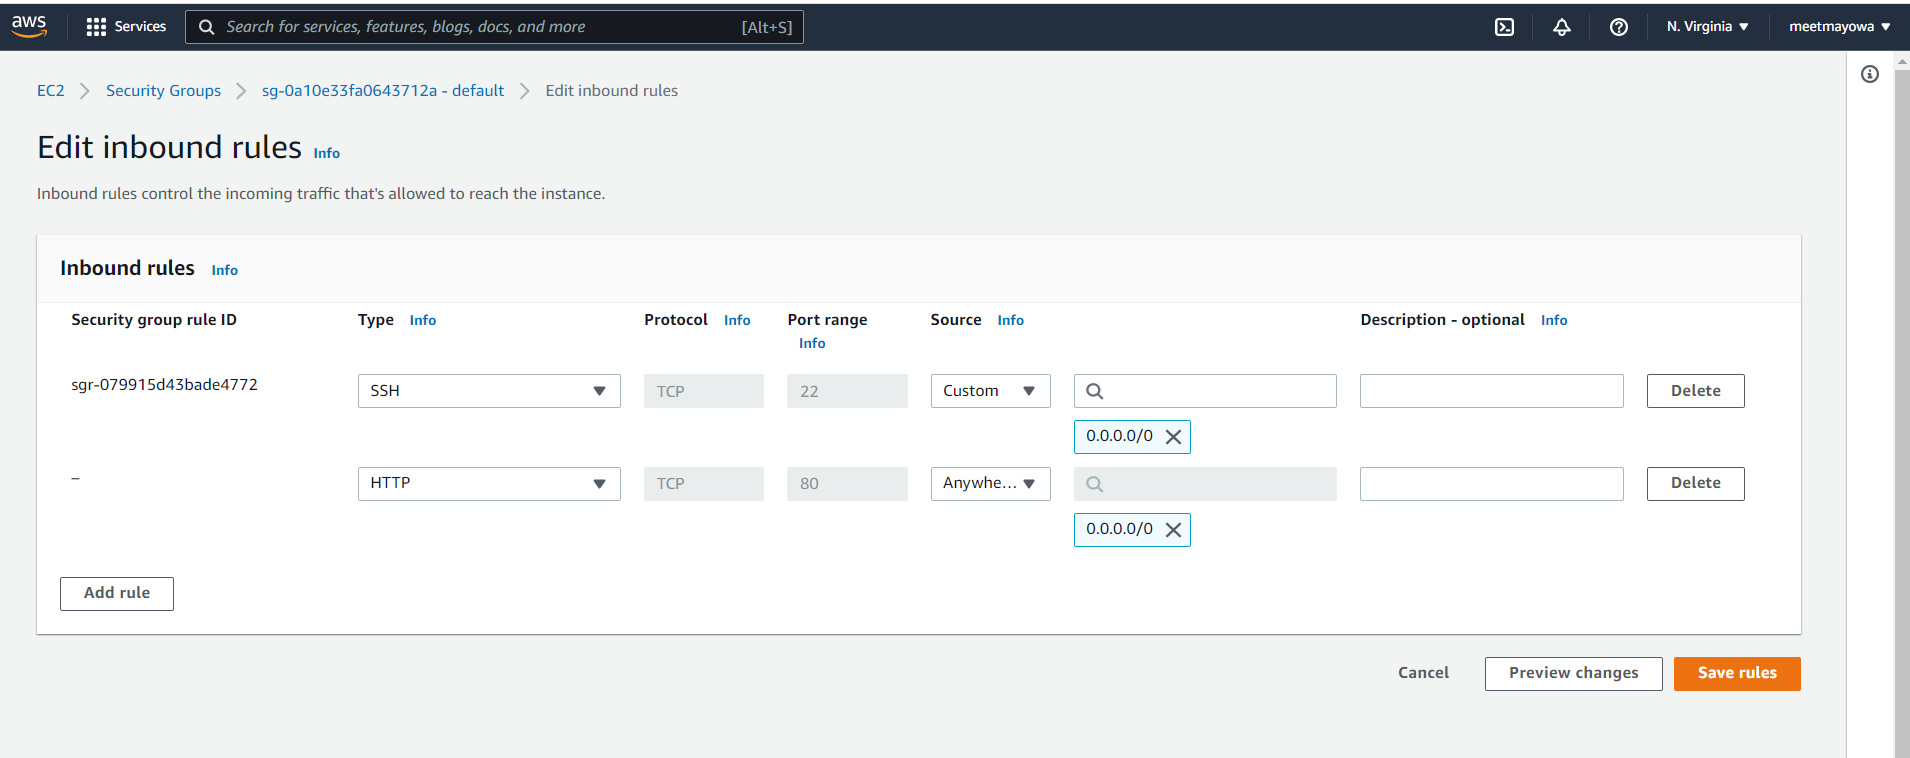 aws Services Search for services, features, blogs, docs, and more [Alt+S] N. Virginia meetmayowa
EC2 Security Groups sg-0a10e33fa0643712a - default Edit inbound rules
Edit inbound rules Info
Inbound rules control the incoming traffic that's allowed to reach the instance.
Inbound rules Info
Security group rule ID Type Info Protocol Info Port range Source Info Description - optional Info
Info
sgr-079915d43bade4772 SSH TCP 22 Custom Delete
0.0.0.0/0
– HTTP TCP 80 Anywhe... Delete
0.0.0.0/0
Add rule
Cancel Preview changes Save rules